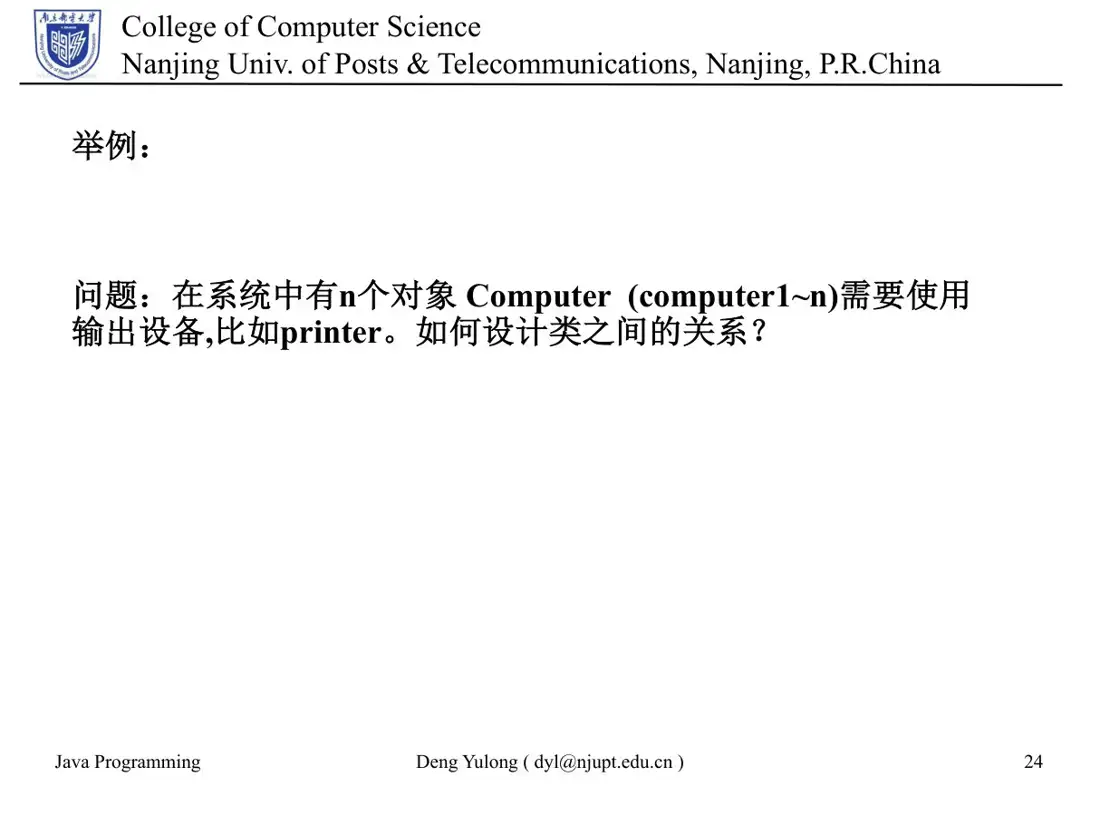 College of Computer Science
Nanjing Univ. of Posts & Telecommunications, Nanjing, P.R.China
举例：
问题：在系统中有n个对象 Computer (computer1~n)需要使用
输出设备,比如printer。如何设计类之间的关系？
Java Programming
Deng Yulong ( dyl@njupt.edu.cn )
24